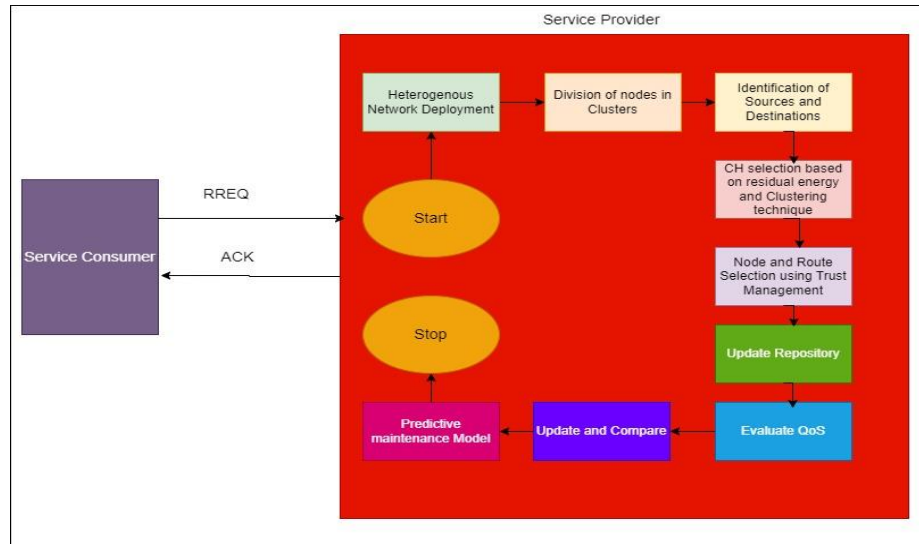 Service Provider
Heterogenous
Network Deployment
Division of nodes in
Clusters
Identification of
Sources and
Destinations
CH selection based
on residual energy
and Clustering
technique
RREQ
Start
Service Consumer
ACK
Node and Route
Selection using Trust
Management
Stop
Update Repository
Predictive
maintenance Model
Update and Compare
Evaluate QoS